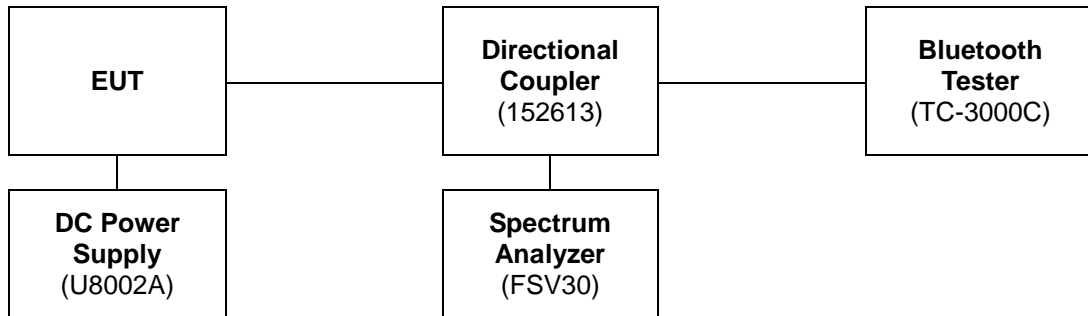 EUT
Directional
Coupler
(152613)
Bluetooth
Tester
(TC-3000C)
DC Power
Supply
(U8002A)
Spectrum
Analyzer
(FSV30)